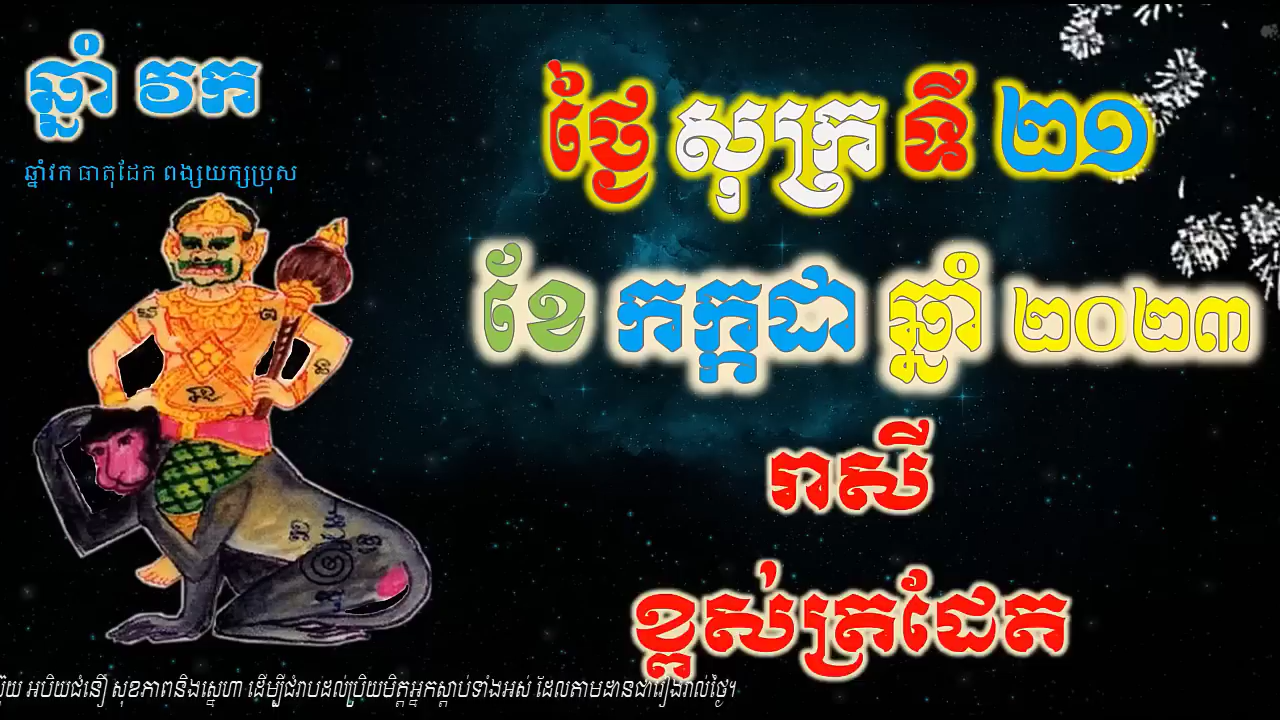 ឆ្នាំ វក
ឆ្នាំវក ធាតុដែក ពង្សយក្សប្រុស
ថ្ងៃ សុក្រ ទី ២១
ខែ កក្កដា ឆ្នាំ ២០២៣
រាសី
ខ្ពស់ត្រដែត
អបិយជំនឿ សុខភាពនិងស្នេហា ដើម្បីជំរាបដល់ប្រិយមិត្តអ្នកស្តាប់ទាំងអស់ ដែលតាមដានជារៀងរាល់ថ្ងៃ។